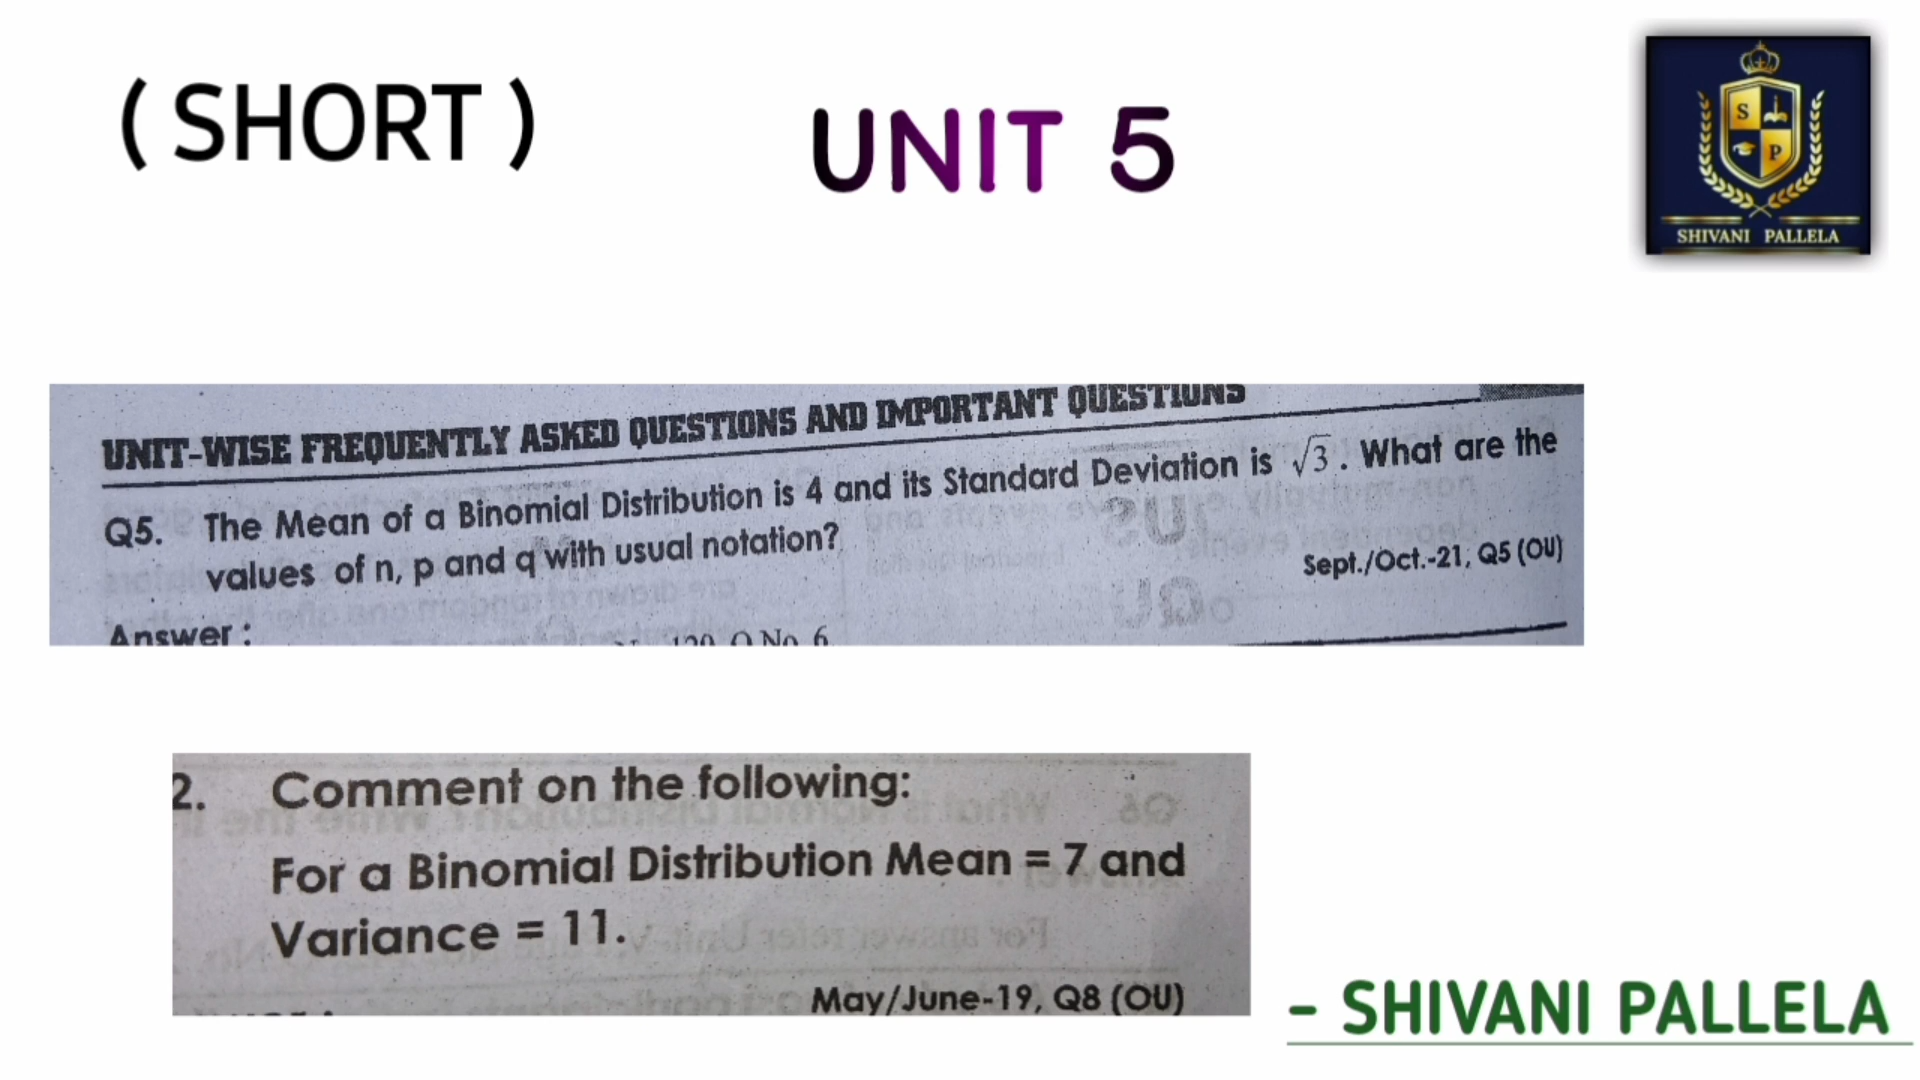 ( SHORT )
UNIT 5
S
P
SHIVANI PALLELA
UNIT-WISE FREQUENTLY ASKED QUESTIONS AND IMPORTANT QUESTIONS
Q5. The Mean of a Binomial Distribution is 4 and its Standard Deviation is √3. What are the
values of n, p and q with usual notation?
Sept./Oct.-21, Q5 (OU)
Answer :
2. Comment on the following:
For a Binomial Distribution Mean = 7 and
Variance = 11.
May/June-19, Q8 (OU)
- SHIVANI PALLELA